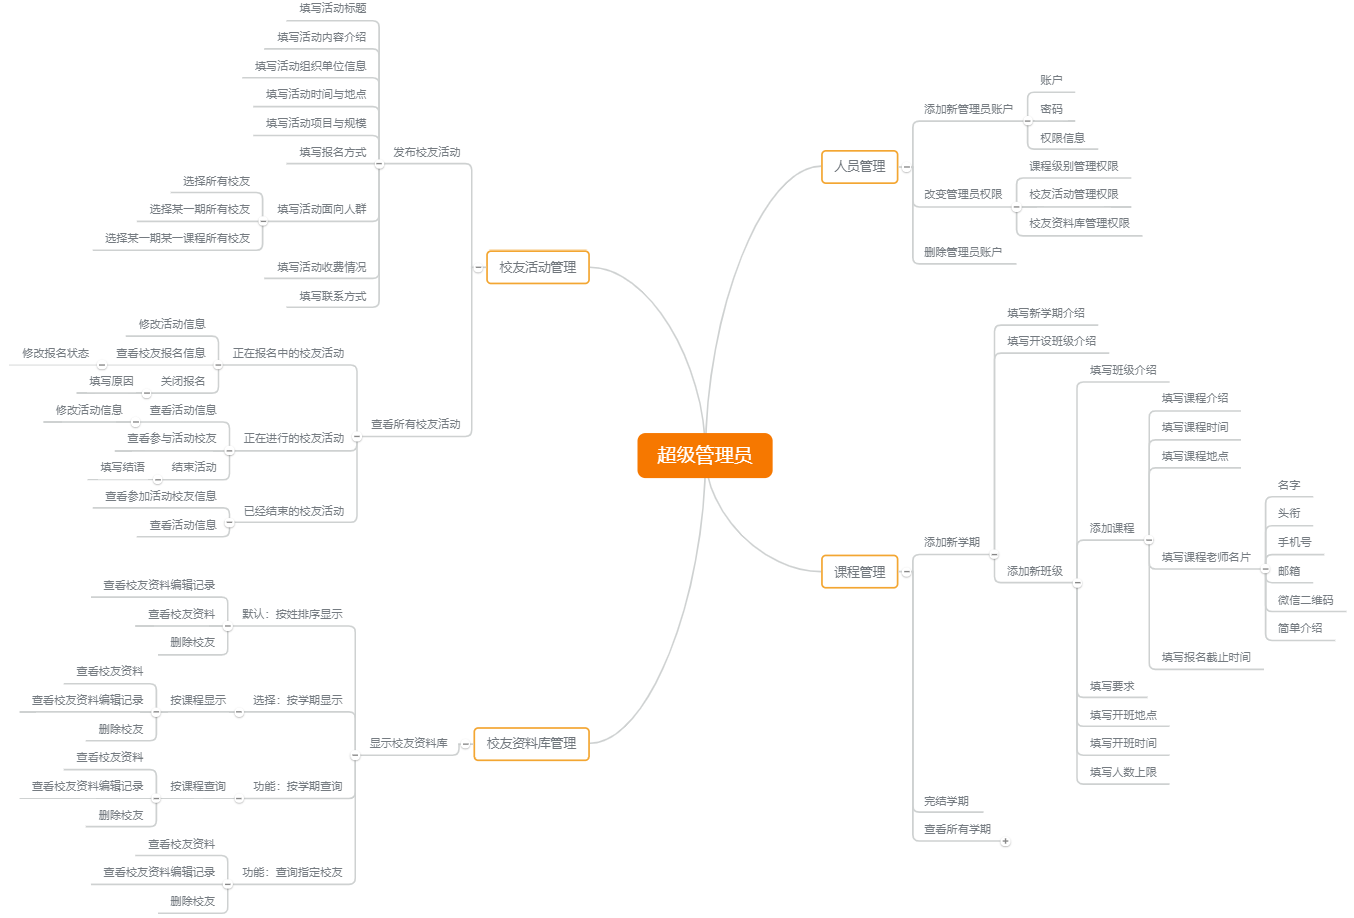 超级管理员
人员管理
添加新管理员账户
账户
密码
权限信息
改变管理员权限
课程级别管理权限
校友活动管理权限
校友资料库管理权限
删除管理员账户
课程管理
添加新学期
填写新学期介绍
填写开设班级介绍
添加新班级
填写班级介绍
添加课程
填写课程介绍
填写课程时间
填写课程地点
填写课程老师名片
名字
头衔
手机号
邮箱
微信二维码
简单介绍
填写报名截止时间
填写要求
填写开班地点
填写开班时间
填写人数上限
完结学期
查看所有学期
校友活动管理
发布校友活动
填写活动标题
填写活动内容介绍
填写活动组织单位信息
填写活动时间与地点
填写活动项目与规模
填写报名方式
填写活动面向人群
选择所有校友
选择某一期所有校友
选择某一期某一课程所有校友
填写活动收费情况
填写联系方式
查看所有校友活动
正在报名中的校友活动
修改活动信息
查看校友报名信息
修改报名状态
关闭报名
填写原因
正在进行的校友活动
查看活动信息
修改活动信息
查看参与活动校友
结束活动
填写结语
已经结束的校友活动
查看参加活动校友信息
查看活动信息
校友资料库管理
显示校友资料库
默认：按姓排序显示
查看校友资料编辑记录
查看校友资料
删除校友
选择：按学期显示
按课程显示
查看校友资料
查看校友资料编辑记录
删除校友
功能：按学期查询
按课程查询
查看校友资料
查看校友资料编辑记录
删除校友
功能：查询指定校友
查看校友资料
查看校友资料编辑记录
删除校友